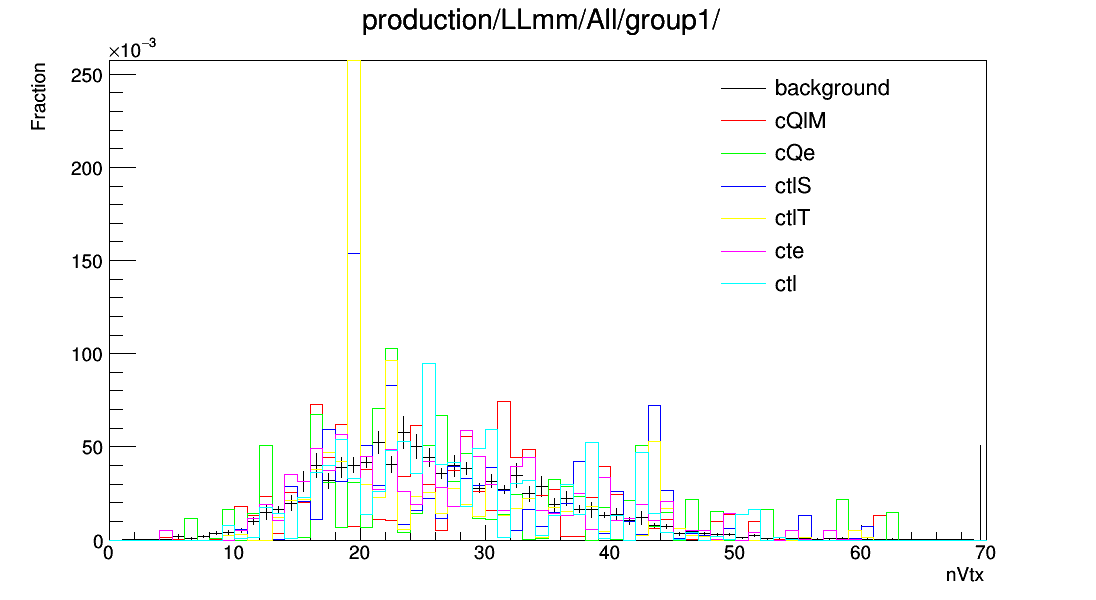 production/LLmm/All/group1/
×10⁻³
Fraction
250
200
150
100
50
0
background
cQlM
cQe
ctlS
ctlT
cte
ctl
0 10 20 30 40 50 60 70
nVtx